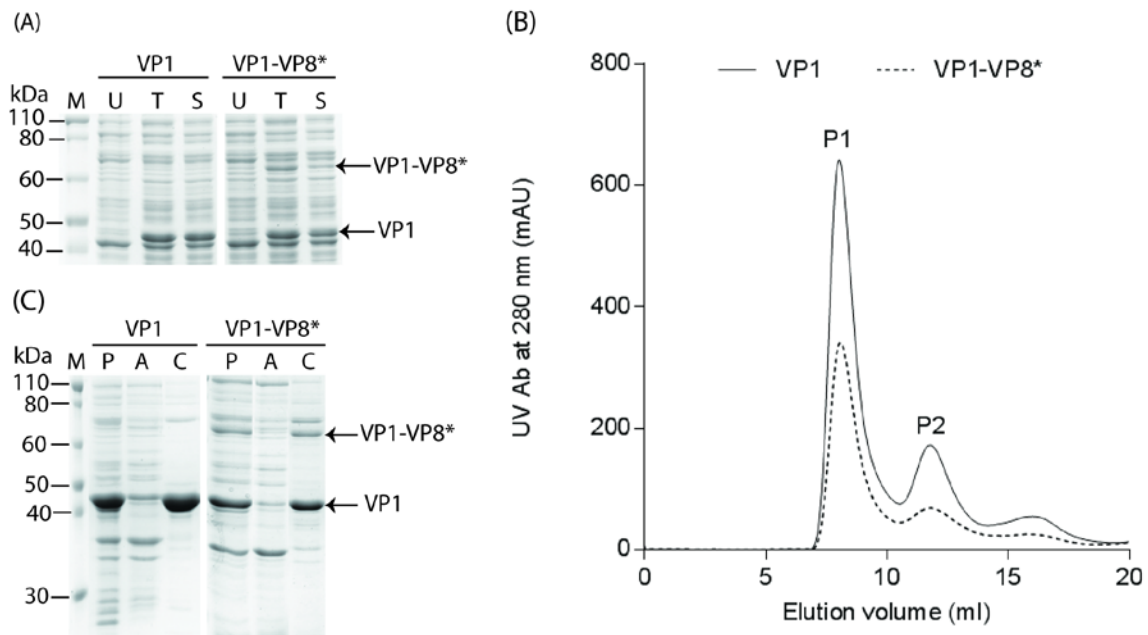 (A)
VP1 VP1-VP8*
kDa M U T S U T S
110
80
60
50
40
VP1-VP8*
VP1
(B)
UV Ab at 280 nm (mAU)
800
600
400
200
0
VP1 VP1-VP8*
P1
P2
0 5 10 15 20
Elution volume (ml)
(C)
VP1 VP1-VP8*
kDa M P A C P A C
110
80
60
50
40
30
VP1-VP8*
VP1